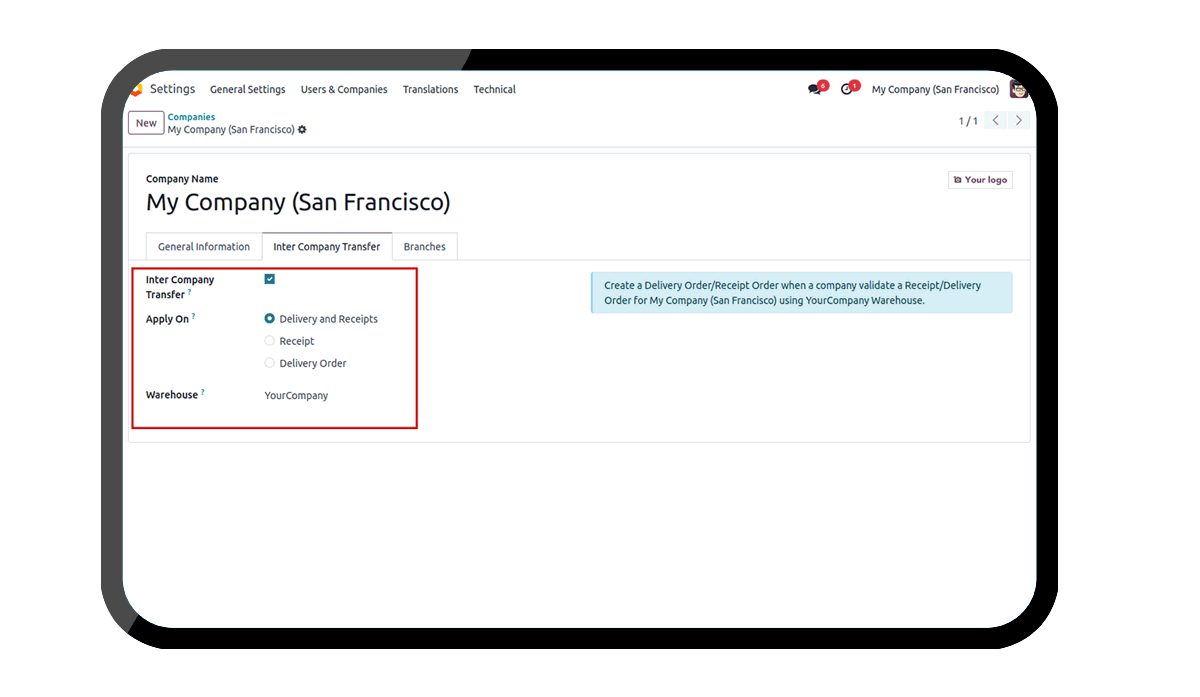 Settings General Settings Users & Companies Translations Technical 6 1 My Company (San Francisco)
New Companies
My Company (San Francisco) 1 / 1
Company Name
Your logo
My Company (San Francisco)
General Information Inter Company Transfer Branches
Inter Company
Transfer ?
Create a Delivery Order/Receipt Order when a company validate a Receipt/Delivery
Order for My Company (San Francisco) using YourCompany Warehouse.
Apply On ? Delivery and Receipts
Receipt
Delivery Order
Warehouse ? YourCompany